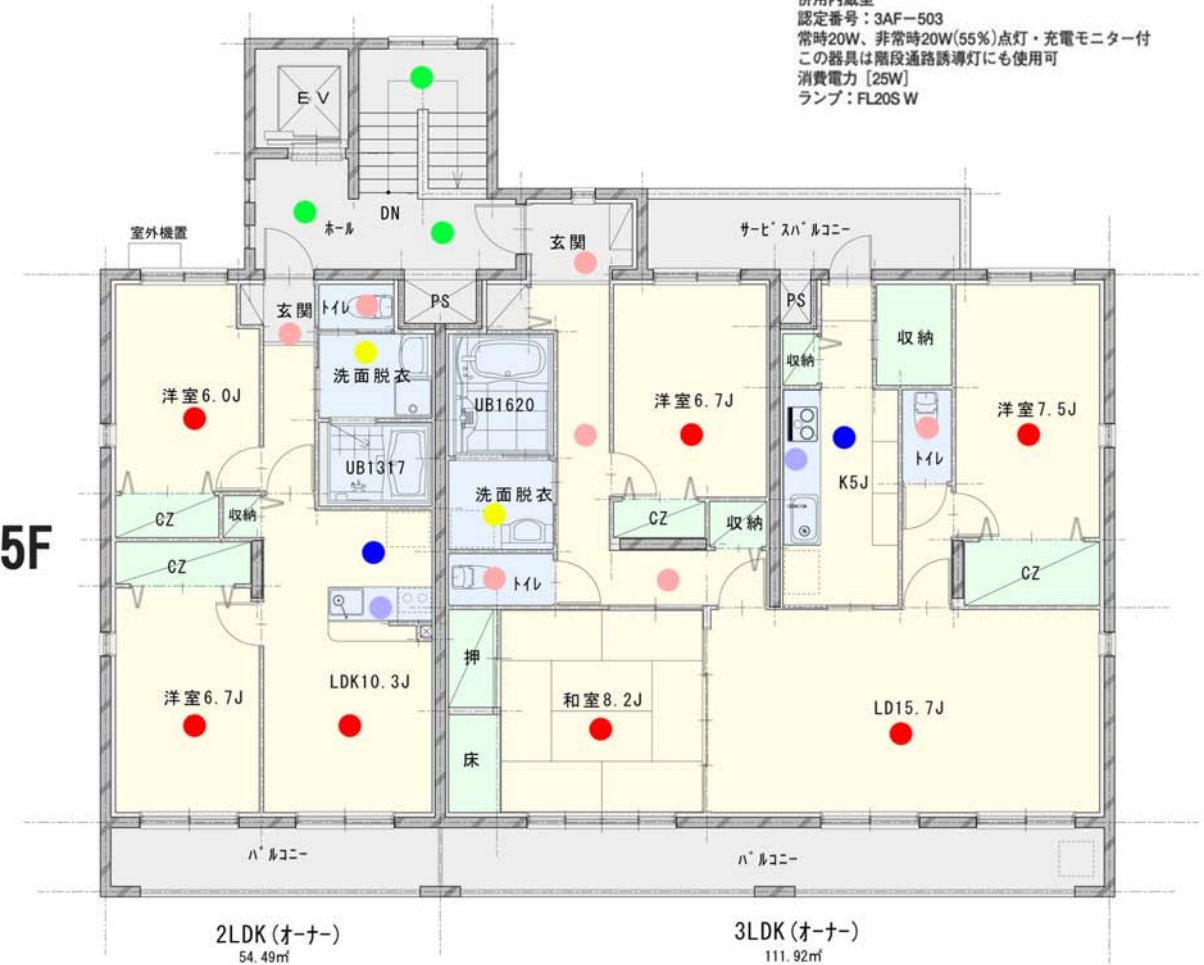 併用内蔵型
認定番号：3AF－503
常時20W、非常時20W(55%)点灯・充電モニター付
この器具は階段通路誘導灯にも使用可
消費電力［25W］
ランプ：FL20S W
EV
DN
ホール
室外機置
玄関
サービスバルコニー
玄関
トイレ
PS
PS
収納
収納
洗面脱衣
洋室6.0J
UB1620
洋室6.7J
洋室7.5J
トイレ
UB1317
K5J
洗面脱衣
CZ
収納
CZ
収納
5F
CZ
トイレ
CZ
押
LDK10.3J
洋室6.7J
和室8.2J
LD15.7J
床
バルコニー
バルコニー
2LDK(オーナー)
54.49㎡
3LDK(オーナー)
111.92㎡